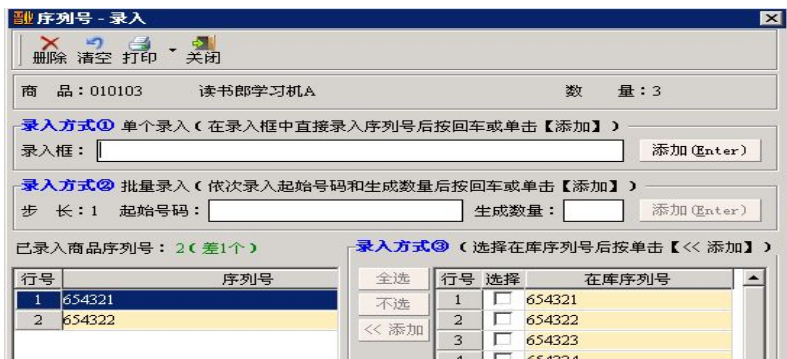 序列号 - 录入
删除 清空 打印 关闭
商 品：010103 读书郎学习机A 数 量：3
录入方式① 单个录入（在录入框中直接录入序列号后按回车或单击【添加】）
录入框： 添加(Enter)
录入方式② 批量录入（依次录入起始号码和生成数量后按回车或单击【添加】）
步 长：1 起始号码： 生成数量： 添加(Enter)
已录入商品序列号： 2（差1个） 录入方式③（选择在库序列号后按单击【<< 添加】）
行号 序列号 全选 行号 选择 在库序列号
1 654321 不选 1 654321
2 654322 << 添加 2 654322
3 654323